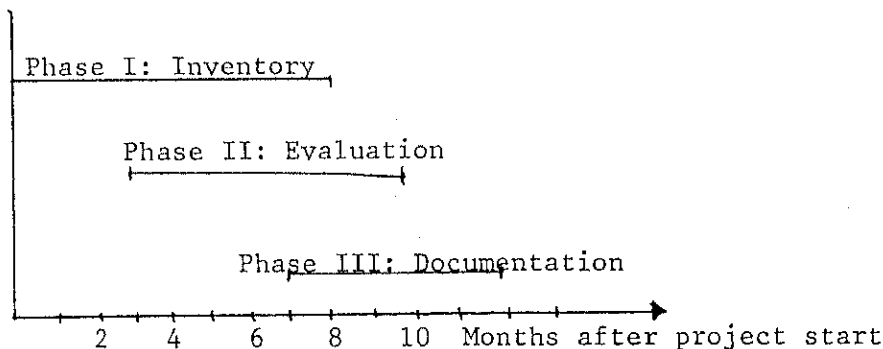 Phase I: Inventory
Phase II: Evaluation
Phase III: Documentation
2 4 6 8 10 Months after project start